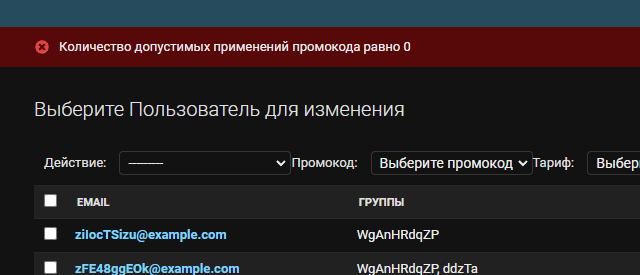 Количество допустимых применений промокода равно 0
Выберите Пользователь для изменения
Действие: --------- Промокод: Выберите промокод Тариф: Выбер
EMAIL ГРУППЫ
ziIocTSizu@example.com WgAnHRdqZP
zFE48ggEOk@example.com WgAnHRdqZP, ddzTa